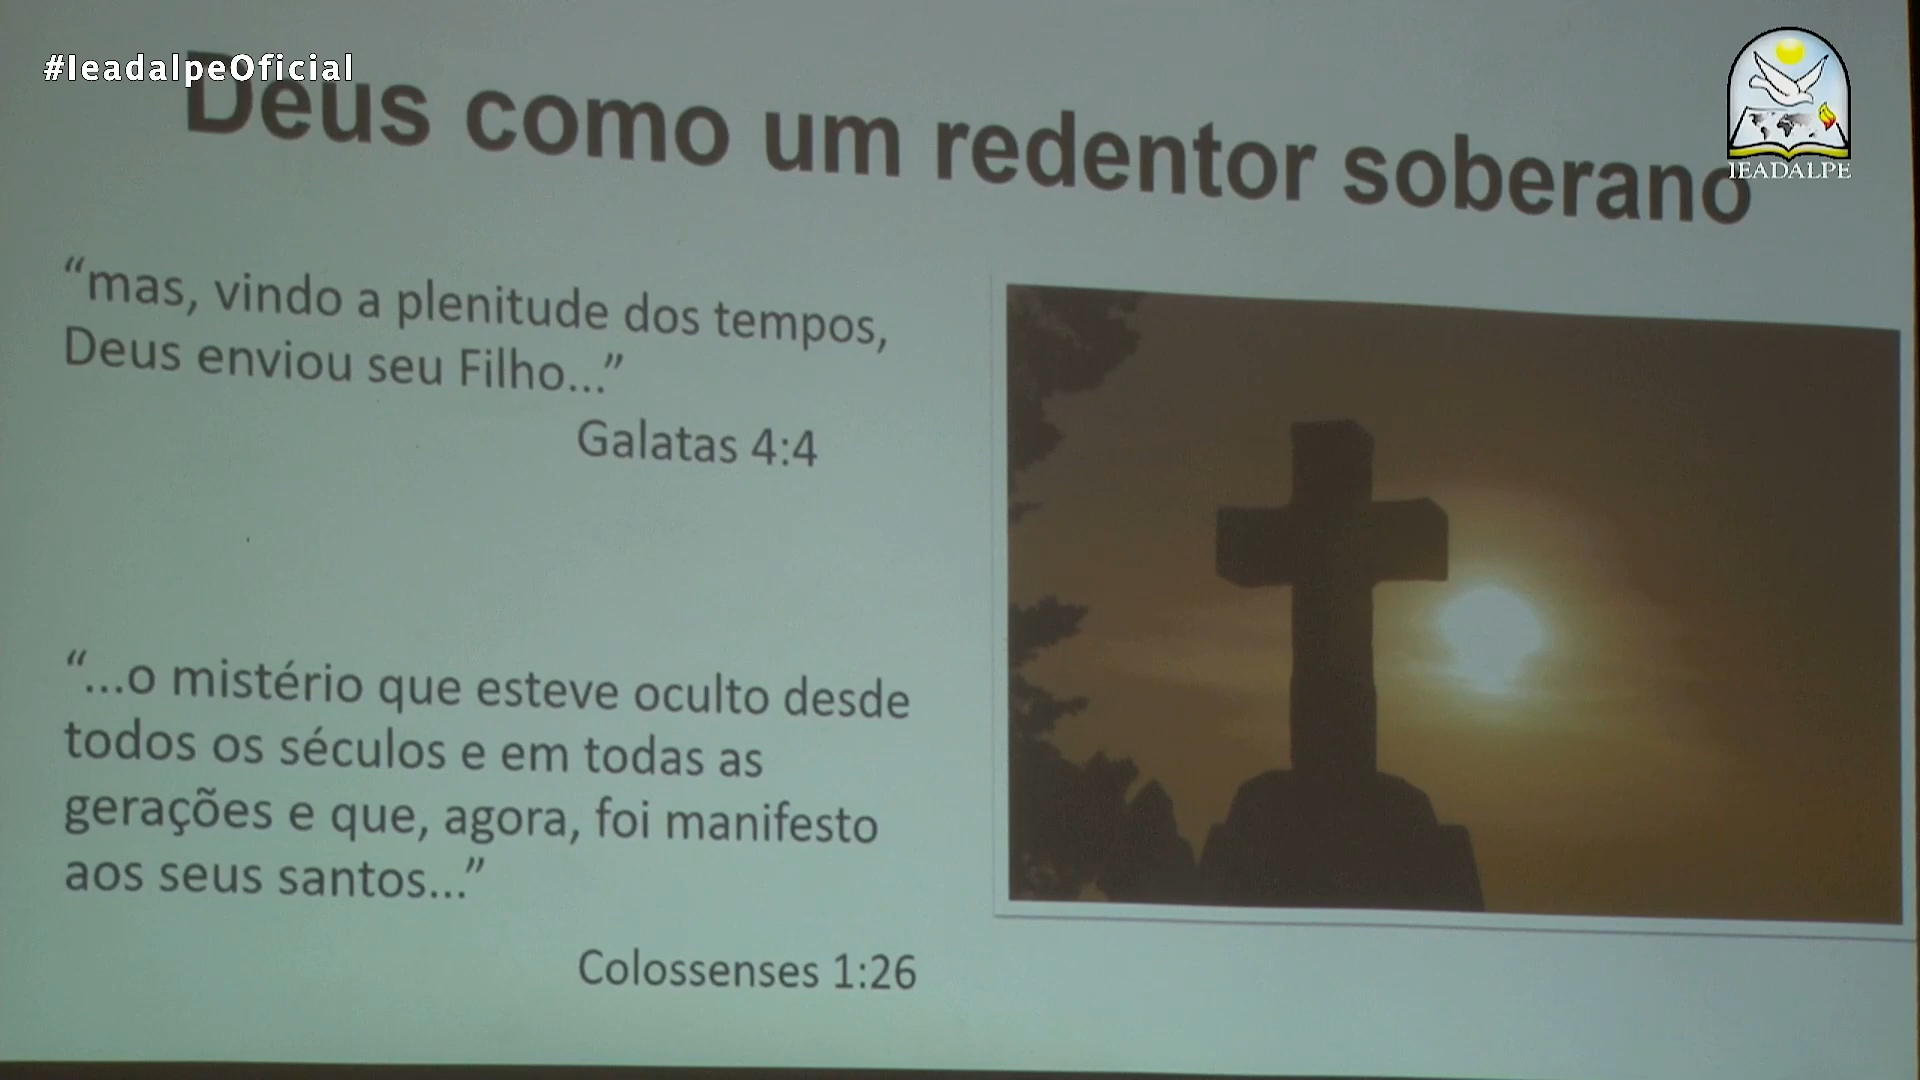 #IeadalpeOficial
Deus como um redentor soberano
IEADALPE
“mas, vindo a plenitude dos tempos,
Deus enviou seu Filho...”
Galatas 4:4
“...o mistério que esteve oculto desde
todos os séculos e em todas as
gerações e que, agora, foi manifesto
aos seus santos...”
Colossenses 1:26